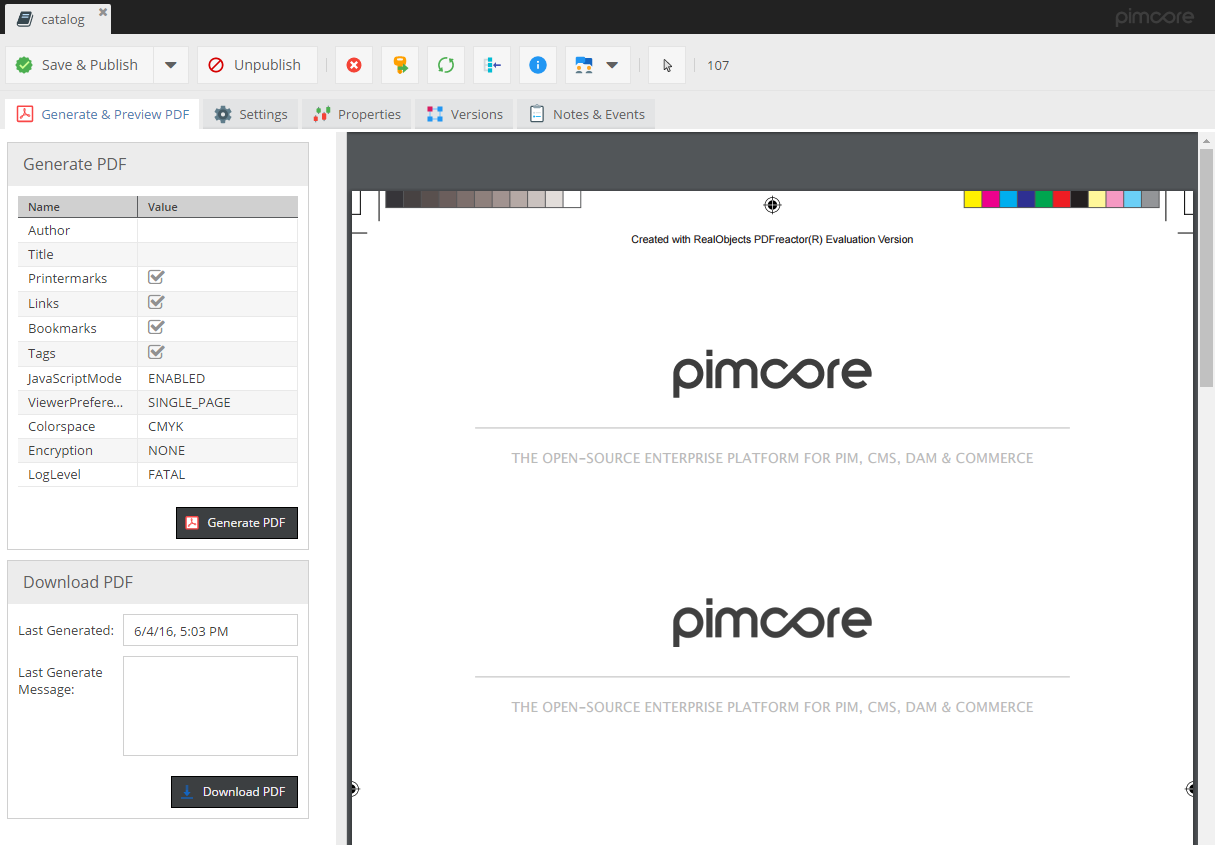 catalog
pimcore
Save & Publish
Unpublish
107
Generate & Preview PDF
Settings
Properties
Versions
Notes & Events
Generate PDF
Name Value
Author
Title
Printermarks
Links
Bookmarks
Tags
JavaScriptMode ENABLED
ViewerPrefere... SINGLE_PAGE
Colorspace CMYK
Encryption NONE
LogLevel FATAL
Generate PDF
Download PDF
Last Generated: 6/4/16, 5:03 PM
Last Generate
Message:
Download PDF
Created with RealObjects PDFreactor(R) Evaluation Version
pimcore
THE OPEN-SOURCE ENTERPRISE PLATFORM FOR PIM, CMS, DAM & COMMERCE
pimcore
THE OPEN-SOURCE ENTERPRISE PLATFORM FOR PIM, CMS, DAM & COMMERCE